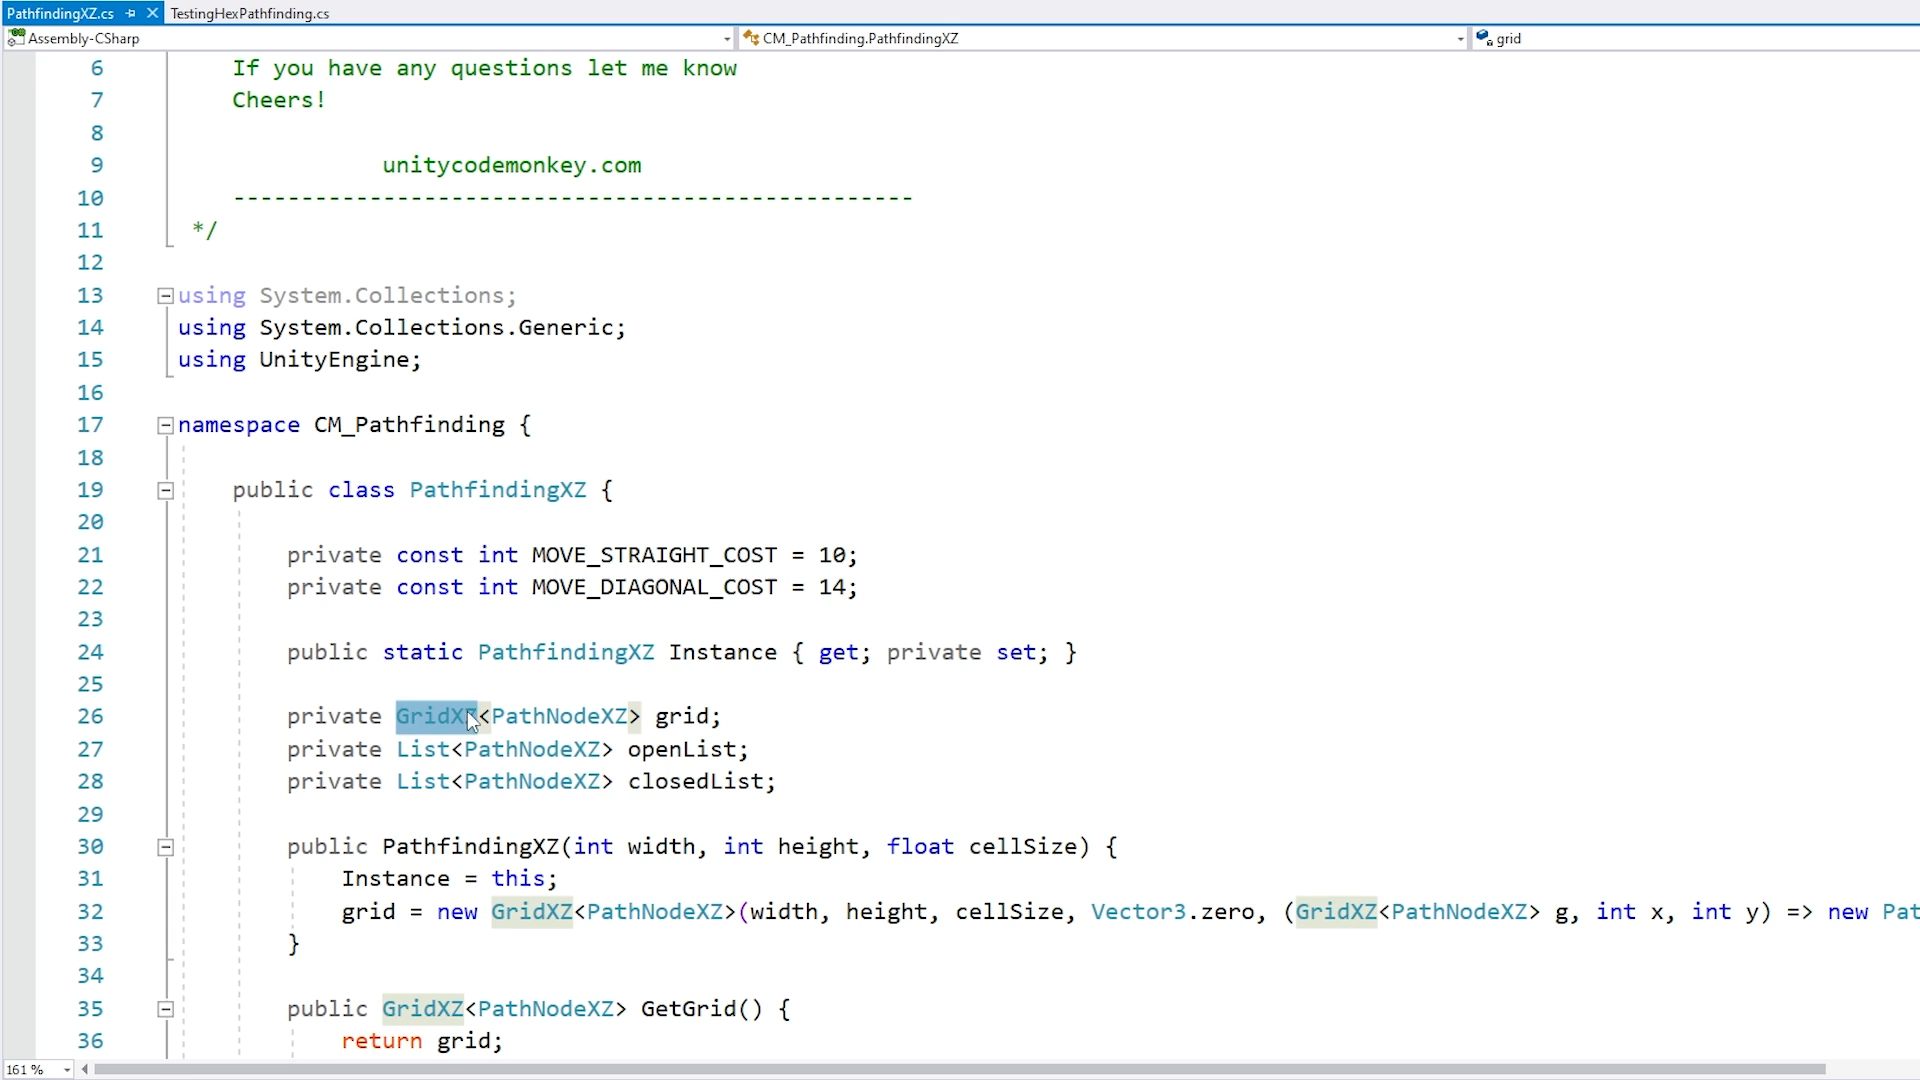 PathfindingXZ.cs TestingHexPathfinding.cs
Assembly-CSharp CM_Pathfinding.PathfindingXZ grid
6 If you have any questions let me know
7 Cheers!
8
9 unitycodemonkey.com
10 --------------------------------------------------
11 */
12
13 using System.Collections;
14 using System.Collections.Generic;
15 using UnityEngine;
16
17 namespace CM_Pathfinding {
18
19 public class PathfindingXZ {
20
21 private const int MOVE_STRAIGHT_COST = 10;
22 private const int MOVE_DIAGONAL_COST = 14;
23
24 public static PathfindingXZ Instance { get; private set; }
25
26 private GridXZ<PathNodeXZ> grid;
27 private List<PathNodeXZ> openList;
28 private List<PathNodeXZ> closedList;
29
30 public PathfindingXZ(int width, int height, float cellSize) {
31 Instance = this;
32 grid = new GridXZ<PathNodeXZ>(width, height, cellSize, Vector3.zero, (GridXZ<PathNodeXZ> g, int x, int y) => new Pat
33 }
34
35 public GridXZ<PathNodeXZ> GetGrid() {
36 return grid;
161 %